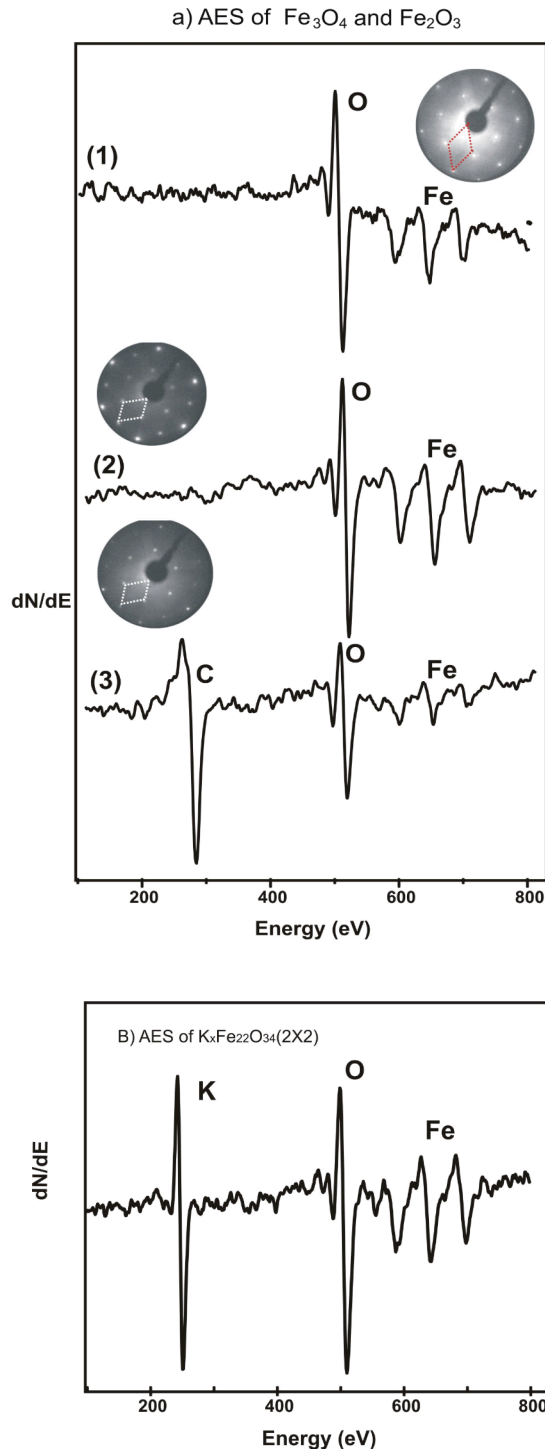 a) AES of Fe₃O₄ and Fe₂O₃
O
(1)
Fe
O
(2)
Fe
dN/dE
O
(3)
C
Fe
200 400 600 800
Energy (eV)
B) AES of KₓFe₂₂O₃₄(2X2)
O
K
Fe
dN/dE
200 400 600 800
Energy (eV)